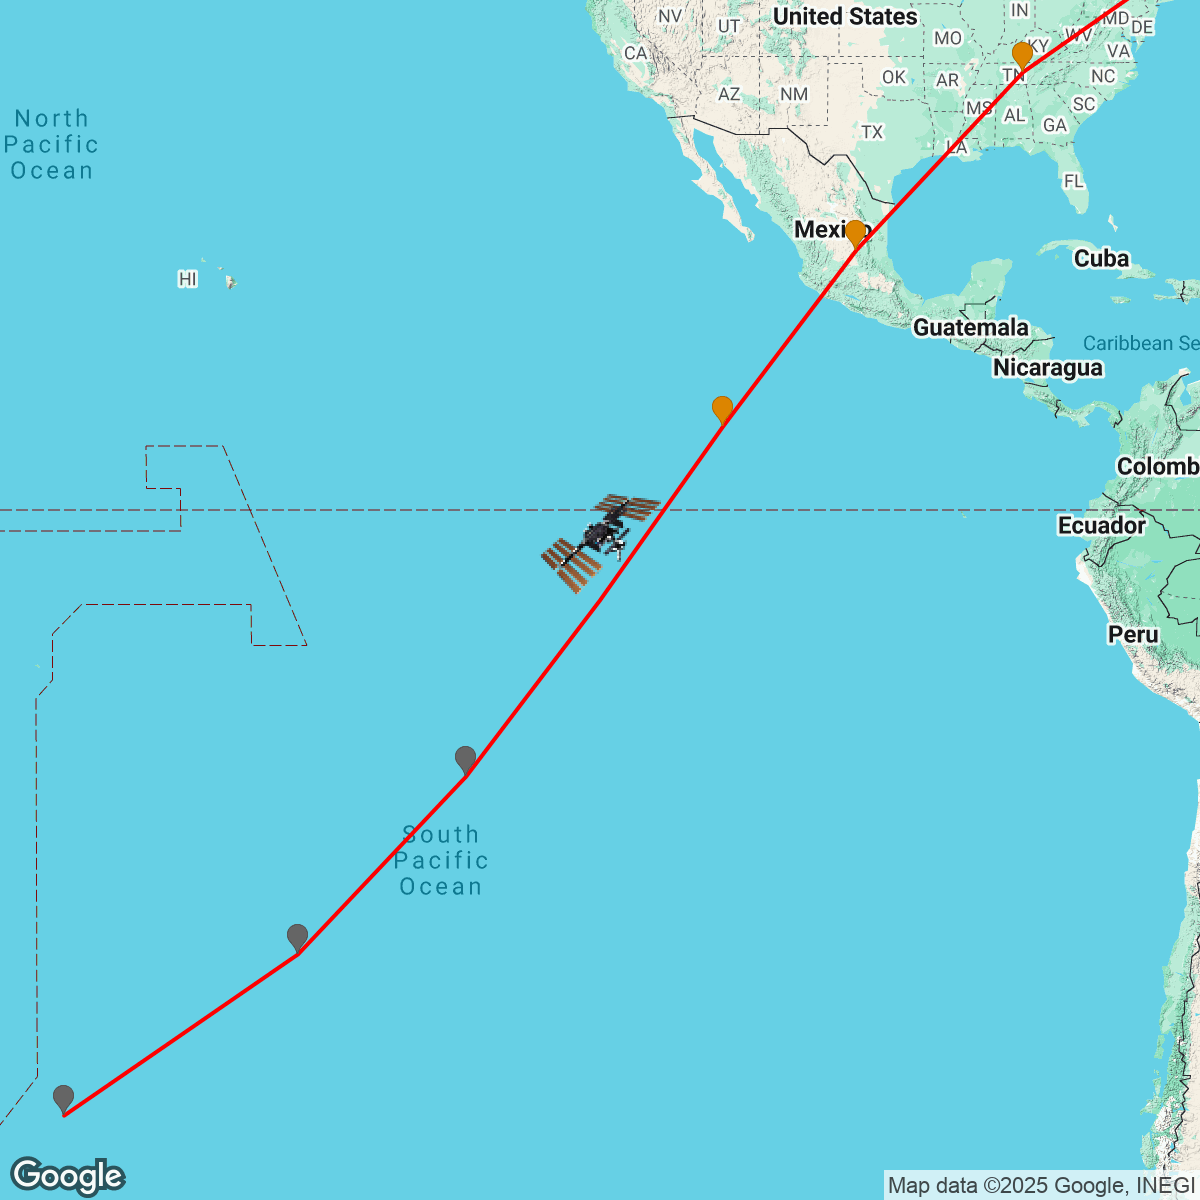 United States
NV
UT
CA
AZ
NM
MO
OK
AR
TX
IN
KY
WV
MD
DE
VA
TN
NC
SC
MS
AL
GA
LA
FL
North
Pacific
Ocean
HI
Mexico
Cuba
Guatemala
Nicaragua
Caribbean Se
Colomb
Ecuador
Peru
South
Pacific
Ocean
Google
Map data ©2025 Google, INEGI